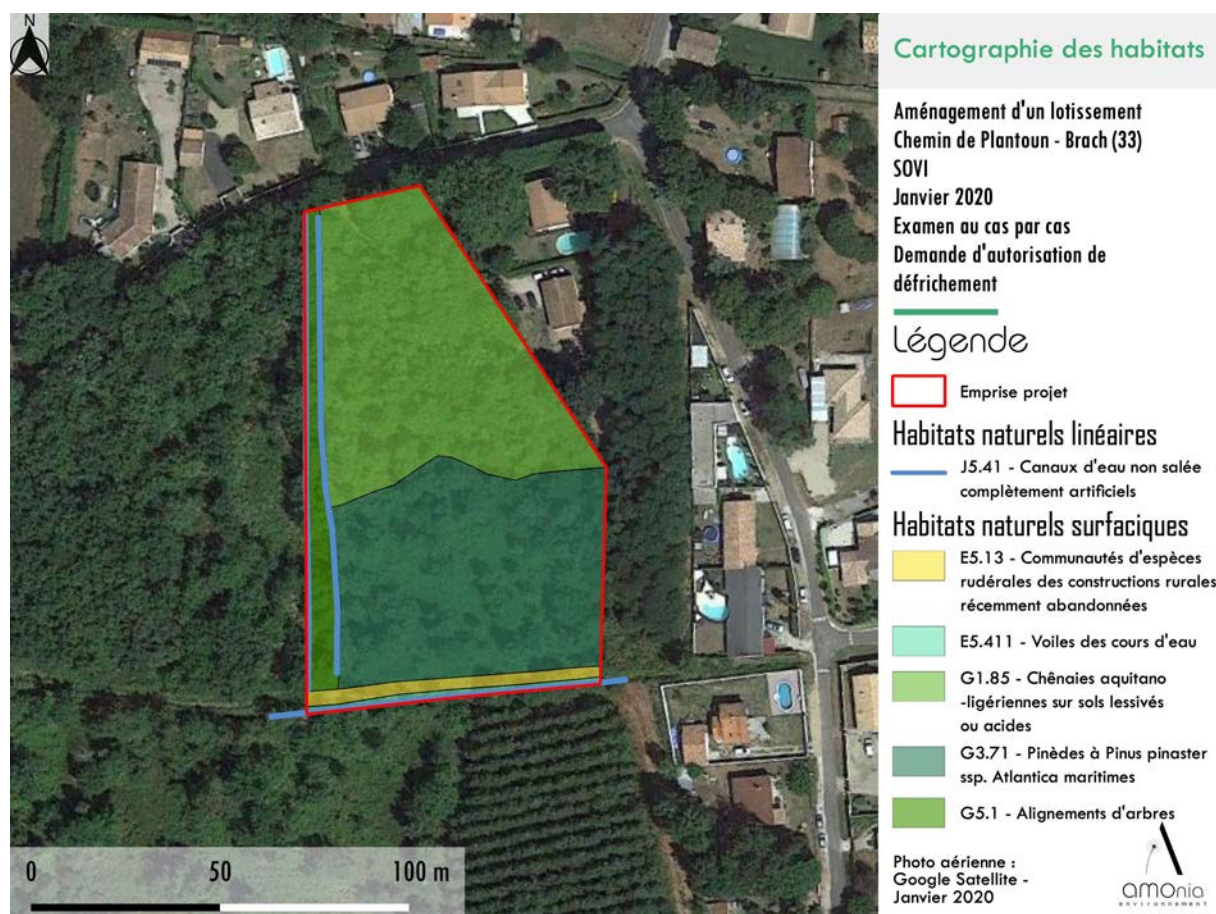 N
Cartographie des habitats
Aménagement d'un lotissement
Chemin de Plantoun - Brach (33)
SOVI
Janvier 2020
Examen au cas par cas
Demande d'autorisation de
défrichement
Légende
Emprise projet
Habitats naturels linéaires
J5.41 - Canaux d'eau non salée
complètement artificiels
Habitats naturels surfaciques
E5.13 - Communautés d'espèces
rudérales des constructions rurales
récemment abandonnées
E5.411 - Voiles des cours d'eau
G1.85 - Chênaies aquitano
-ligériennes sur sols lessivés
ou acides
G3.71 - Pinèdes à Pinus pinaster
ssp. Atlantica maritimes
G5.1 - Alignements d'arbres
Photo aérienne :
Google Satellite -
Janvier 2020
amonia
environnement
0 50 100 m